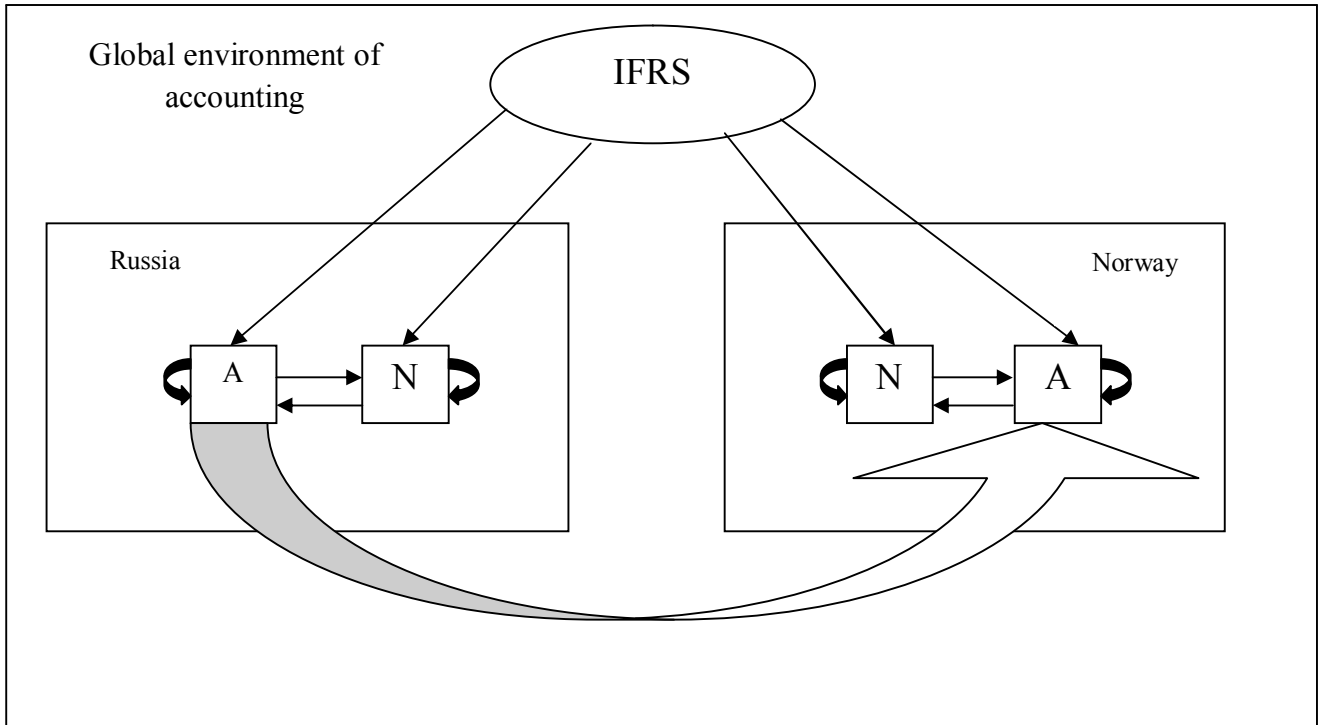 Global environment of
accounting
IFRS
Russia
Norway
A
N
N
A